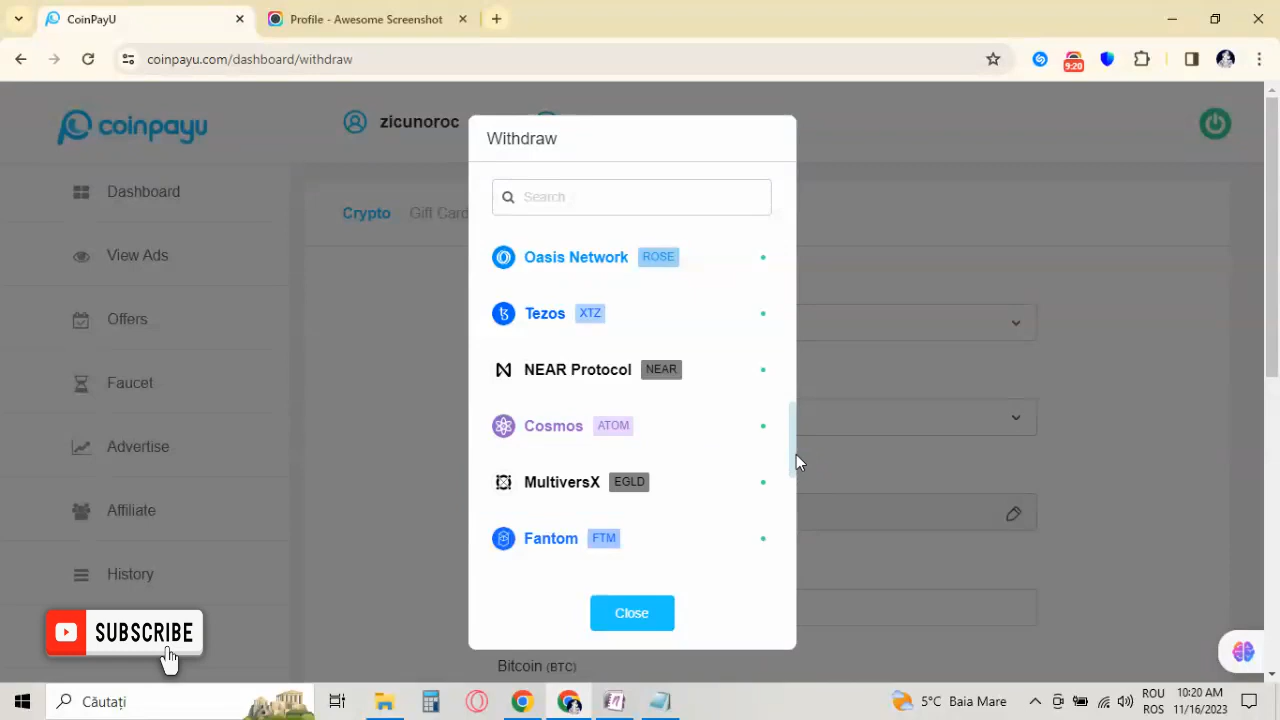 CoinPayU
Profile - Awesome Screenshot
coinpayu.com/dashboard/withdraw
9:20
coinpayu
zicunoroc
Dashboard
View Ads
Offers
Faucet
Advertise
Affiliate
History
Crypto
Gift Card
Withdraw
Search
Oasis Network ROSE
Tezos XTZ
NEAR Protocol NEAR
Cosmos ATOM
MultiversX EGLD
Fantom FTM
Close
Bitcoin (BTC)
SUBSCRIBE
Căutați
5°C Baia Mare
ROU
ROS
10:20 AM
11/16/2023